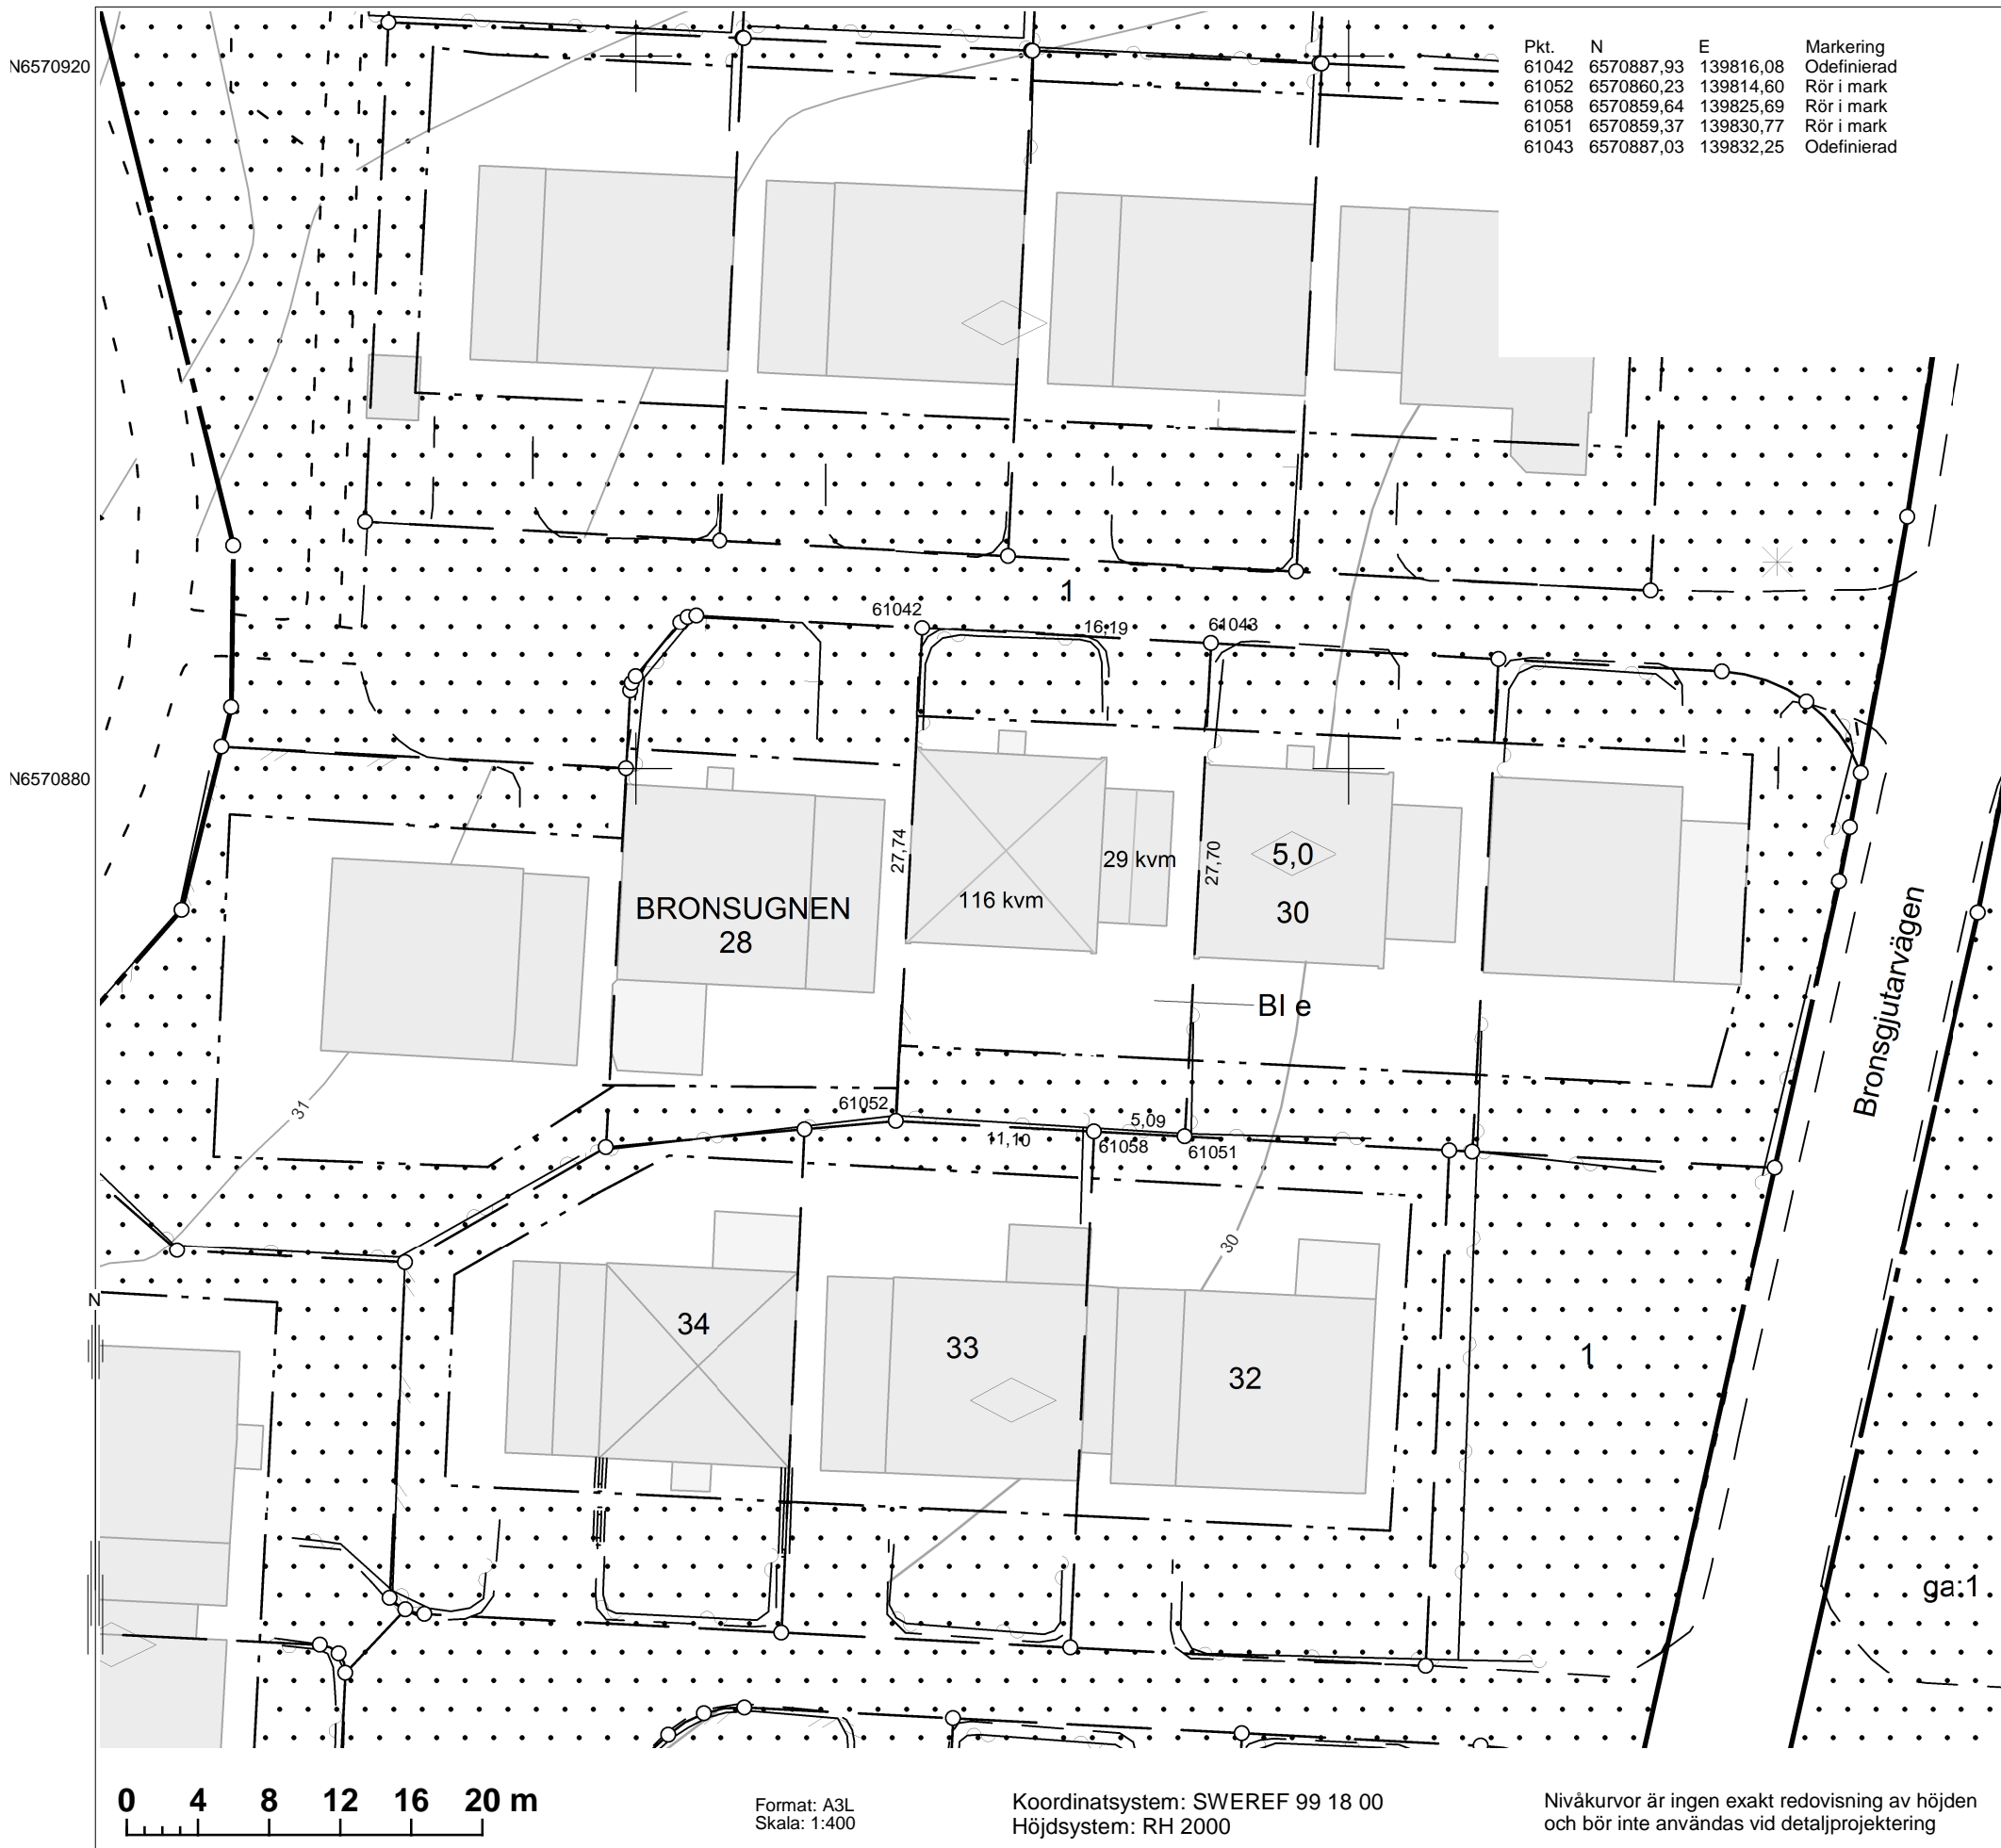 N6570920
Pkt. N E Markering
61042 6570887,93 139816,08 Odefinierad
61052 6570860,23 139814,60 Rör i mark
61058 6570859,64 139825,69 Rör i mark
61051 6570859,37 139830,77 Rör i mark
61043 6570887,03 139832,25 Odefinierad
1
61042
16,19
61043
N6570880
27,74
29 kvm
27,70
5,0
116 kvm
BRONSUGNEN
28
30
Bronsgjutarvägen
BI e
31
61052
11,10
5,09
61058
61051
30
N
34
33
32
1
ga:1
0 4 8 12 16 20 m
Format: A3L
Skala: 1:400
Koordinatsystem: SWEREF 99 18 00
Höjdsystem: RH 2000
Nivåkurvor är ingen exakt redovisning av höjden
och bör inte användas vid detaljprojektering